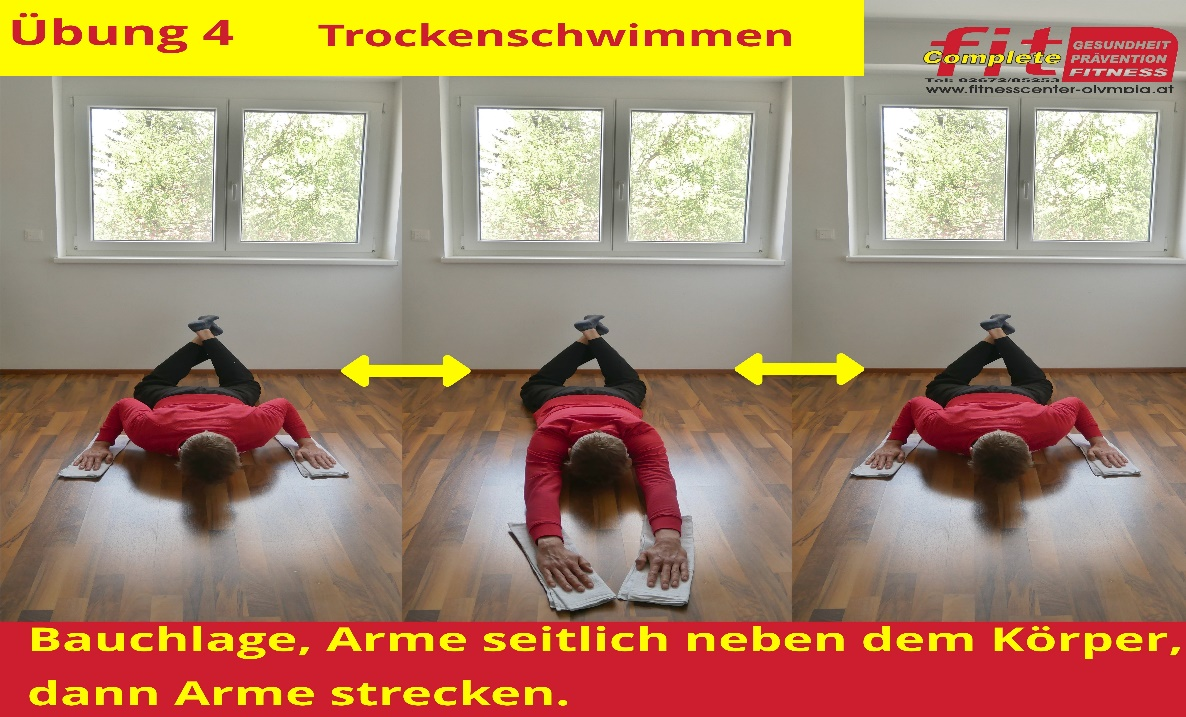 Übung 4 Trockenschwimmen
fit
Complete
GESUNDHEIT
PRÄVENTION
FITNESS
www.fitnesscenter-olympia.at
Bauchlage, Arme seitlich neben dem Körper,
dann Arme strecken.